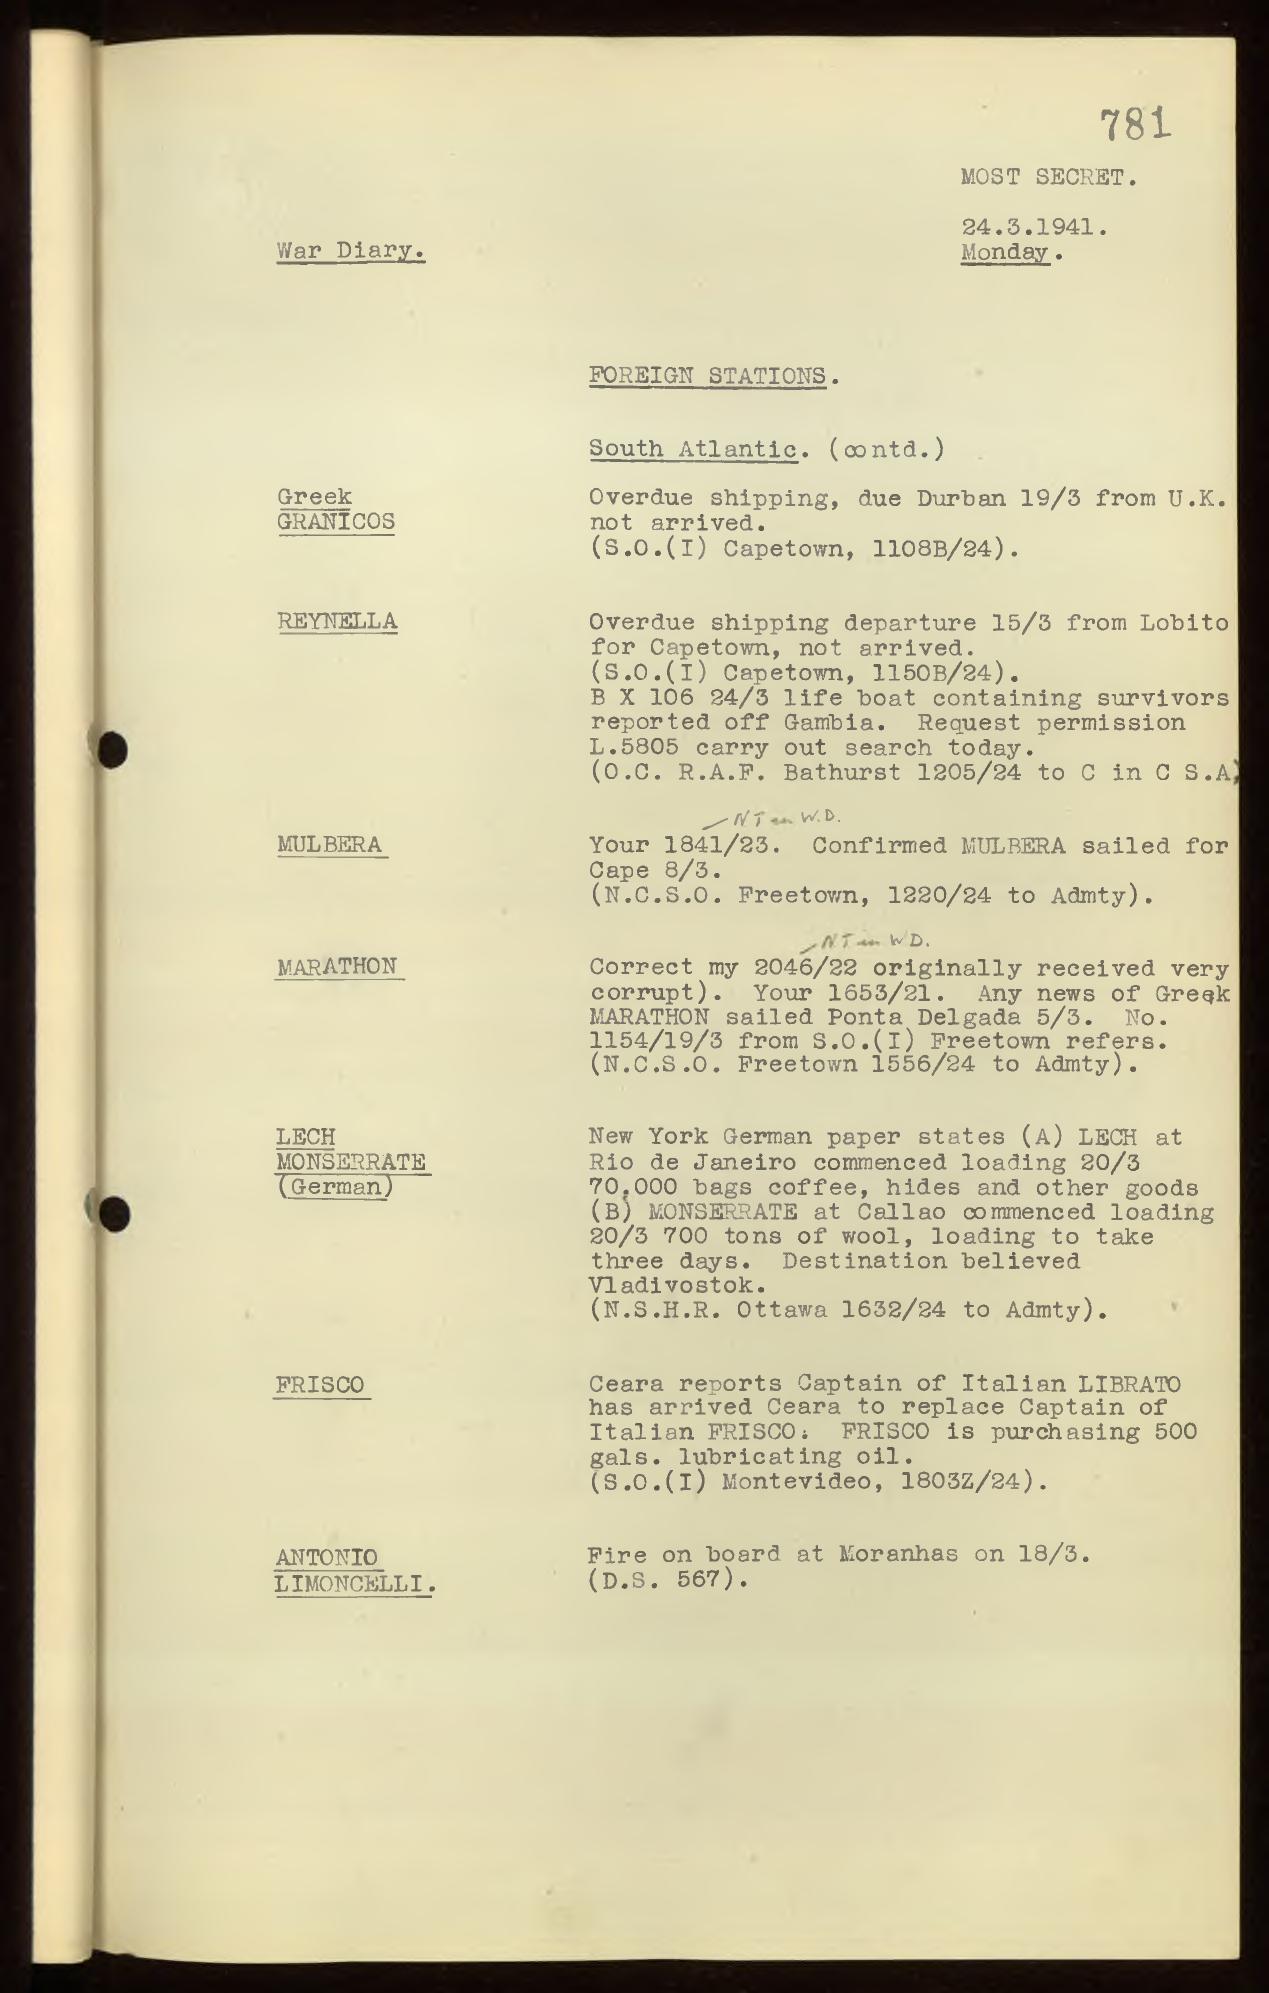 781
MOST SECRET.
24.3.1941.
War Diary.
Monday.
FOREIGN STATIONS.
South Atlantic. (contd.)
Greek
GRANICOS
Overdue shipping, due Durban 19/3 from U.K.
not arrived.
(S.O.(I) Capetown, 1108B/24).
REYNELLA
Overdue shipping departure 15/3 from Lobito
for Capetown, not arrived.
(S.O.(I) Capetown, 1150B/24).
B X 106 24/3 life boat containing survivors
reported off Gambia. Request permission
L.5805 carry out search today.
(O.C. R.A.F. Bathurst 1205/24 to C in C S.A)
NT in W.D.
MULBERA
Your 1841/23. Confirmed MULBERA sailed for
Cape 8/3.
(N.C.S.O. Freetown, 1220/24 to Admty).
NT in WD.
MARATHON
Correct my 2046/22 originally received very
corrupt). Your 1653/21. Any news of Greek
MARATHON sailed Ponta Delgada 5/3. No.
1154/19/3 from S.O.(I) Freetown refers.
(N.C.S.O. Freetown 1556/24 to Admty).
LECH
MONSERRATE
(German)
New York German paper states (A) LECH at
Rio de Janeiro commenced loading 20/3
70,000 bags coffee, hides and other goods
(B) MONSERRATE at Callao commenced loading
20/3 700 tons of wool, loading to take
three days. Destination believed
Vladivostok.
(N.S.H.R. Ottawa 1632/24 to Admty).
FRISCO
Ceara reports Captain of Italian LIBRATO
has arrived Ceara to replace Captain of
Italian FRISCO: FRISCO is purchasing 500
gals. lubricating oil.
(S.O.(I) Montevideo, 1803Z/24).
ANTONIO
LIMONCELLI.
Fire on board at Moranhas on 18/3.
(D.S. 567).